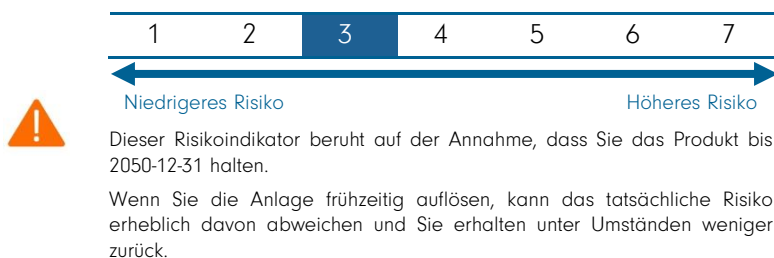 1 2 3 4 5 6 7
Niedrigeres Risiko Höheres Risiko
Dieser Risikoindikator beruht auf der Annahme, dass Sie das Produkt bis
2050-12-31 halten.
Wenn Sie die Anlage frühzeitig auflösen, kann das tatsächliche Risiko
erheblich davon abweichen und Sie erhalten unter Umständen weniger
zurück.